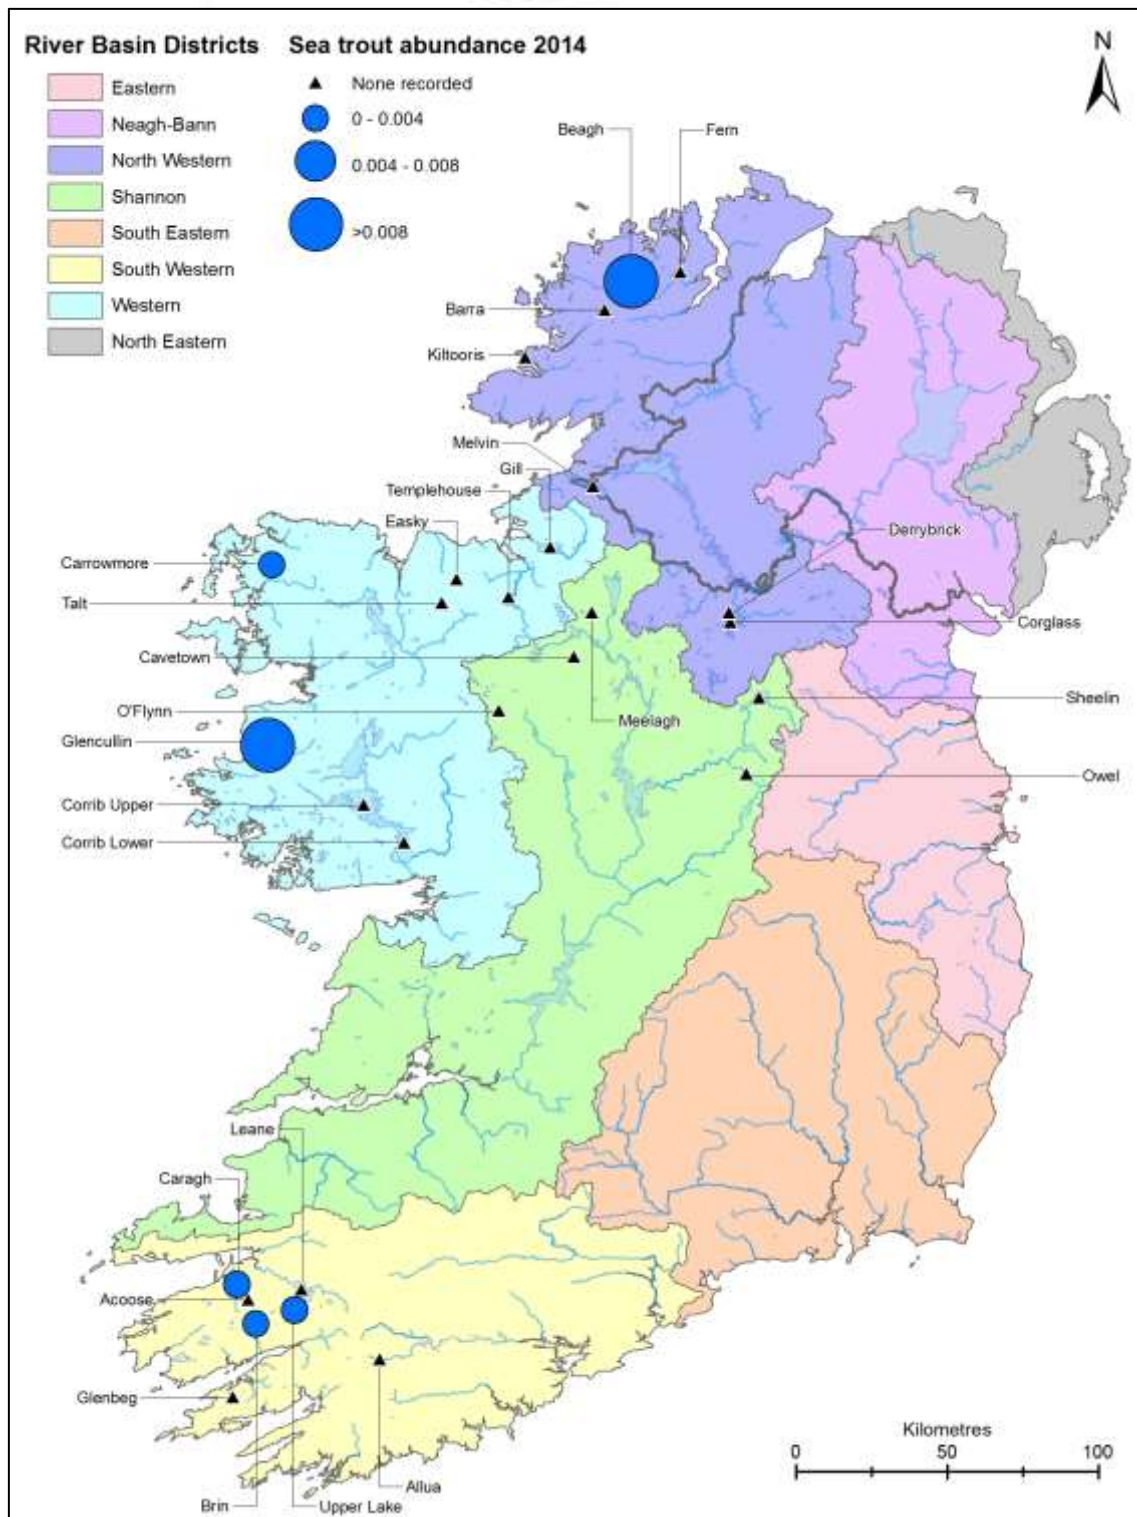 River Basin Districts
Eastern
Neagh-Bann
North Western
Shannon
South Eastern
South Western
Western
North Eastern
Sea trout abundance 2014
None recorded
0 - 0.004
0.004 - 0.008
>0.008
N
Beagh
Fern
Barra
Kiltooris
Melvin
Gill
Templehouse
Easky
Derrybrick
Carrowmore
Talt
Corglass
Cavetown
Sheelin
O'Flynn
Meelagh
Glencullin
Owel
Corrib Upper
Corrib Lower
Leane
Caragh
Acoose
Glenbeg
Allua
Brin
Upper Lake
Kilometres
0 50 100